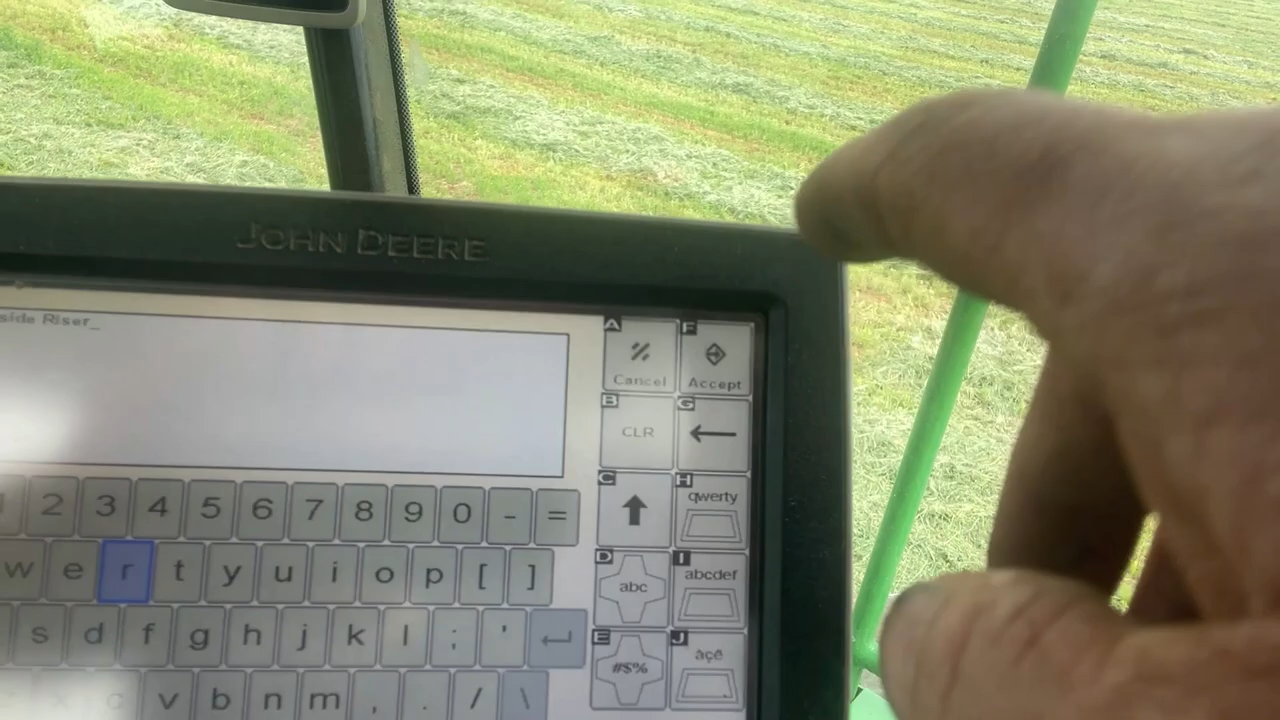 JOHN DEERE
side Riser_
A
Cancel
F
Accept
B
CLR
G
C
H
qwerty
D
abc
I
abcdef
E
#$%
J
àçê
2 3 4 5 6 7 8 9 0 - =
w e r t y u i o p [ ]
s d f g h j k l ; '
x c v b n m , . / \